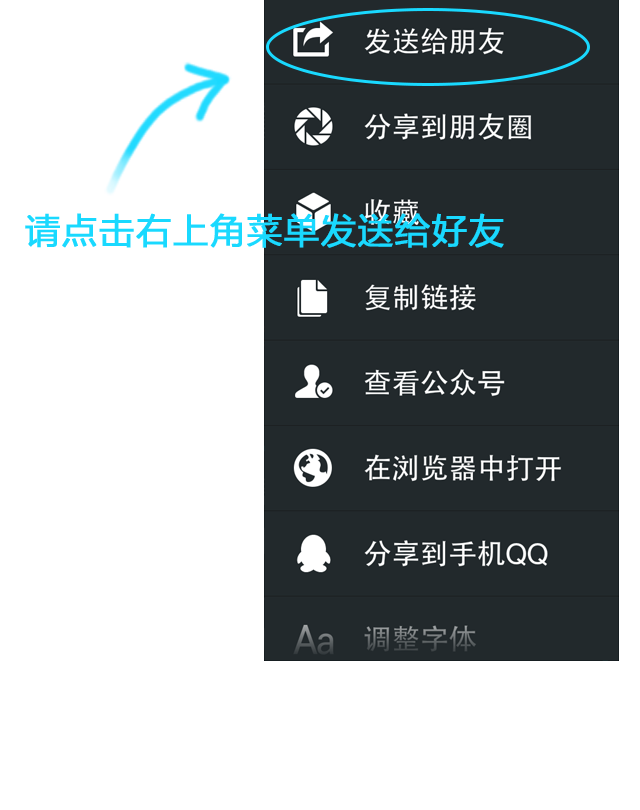 发送给朋友
分享到朋友圈
收藏
请点击右上角菜单发送给好友
复制链接
查看公众号
在浏览器中打开
分享到手机QQ
Aa 调整字体